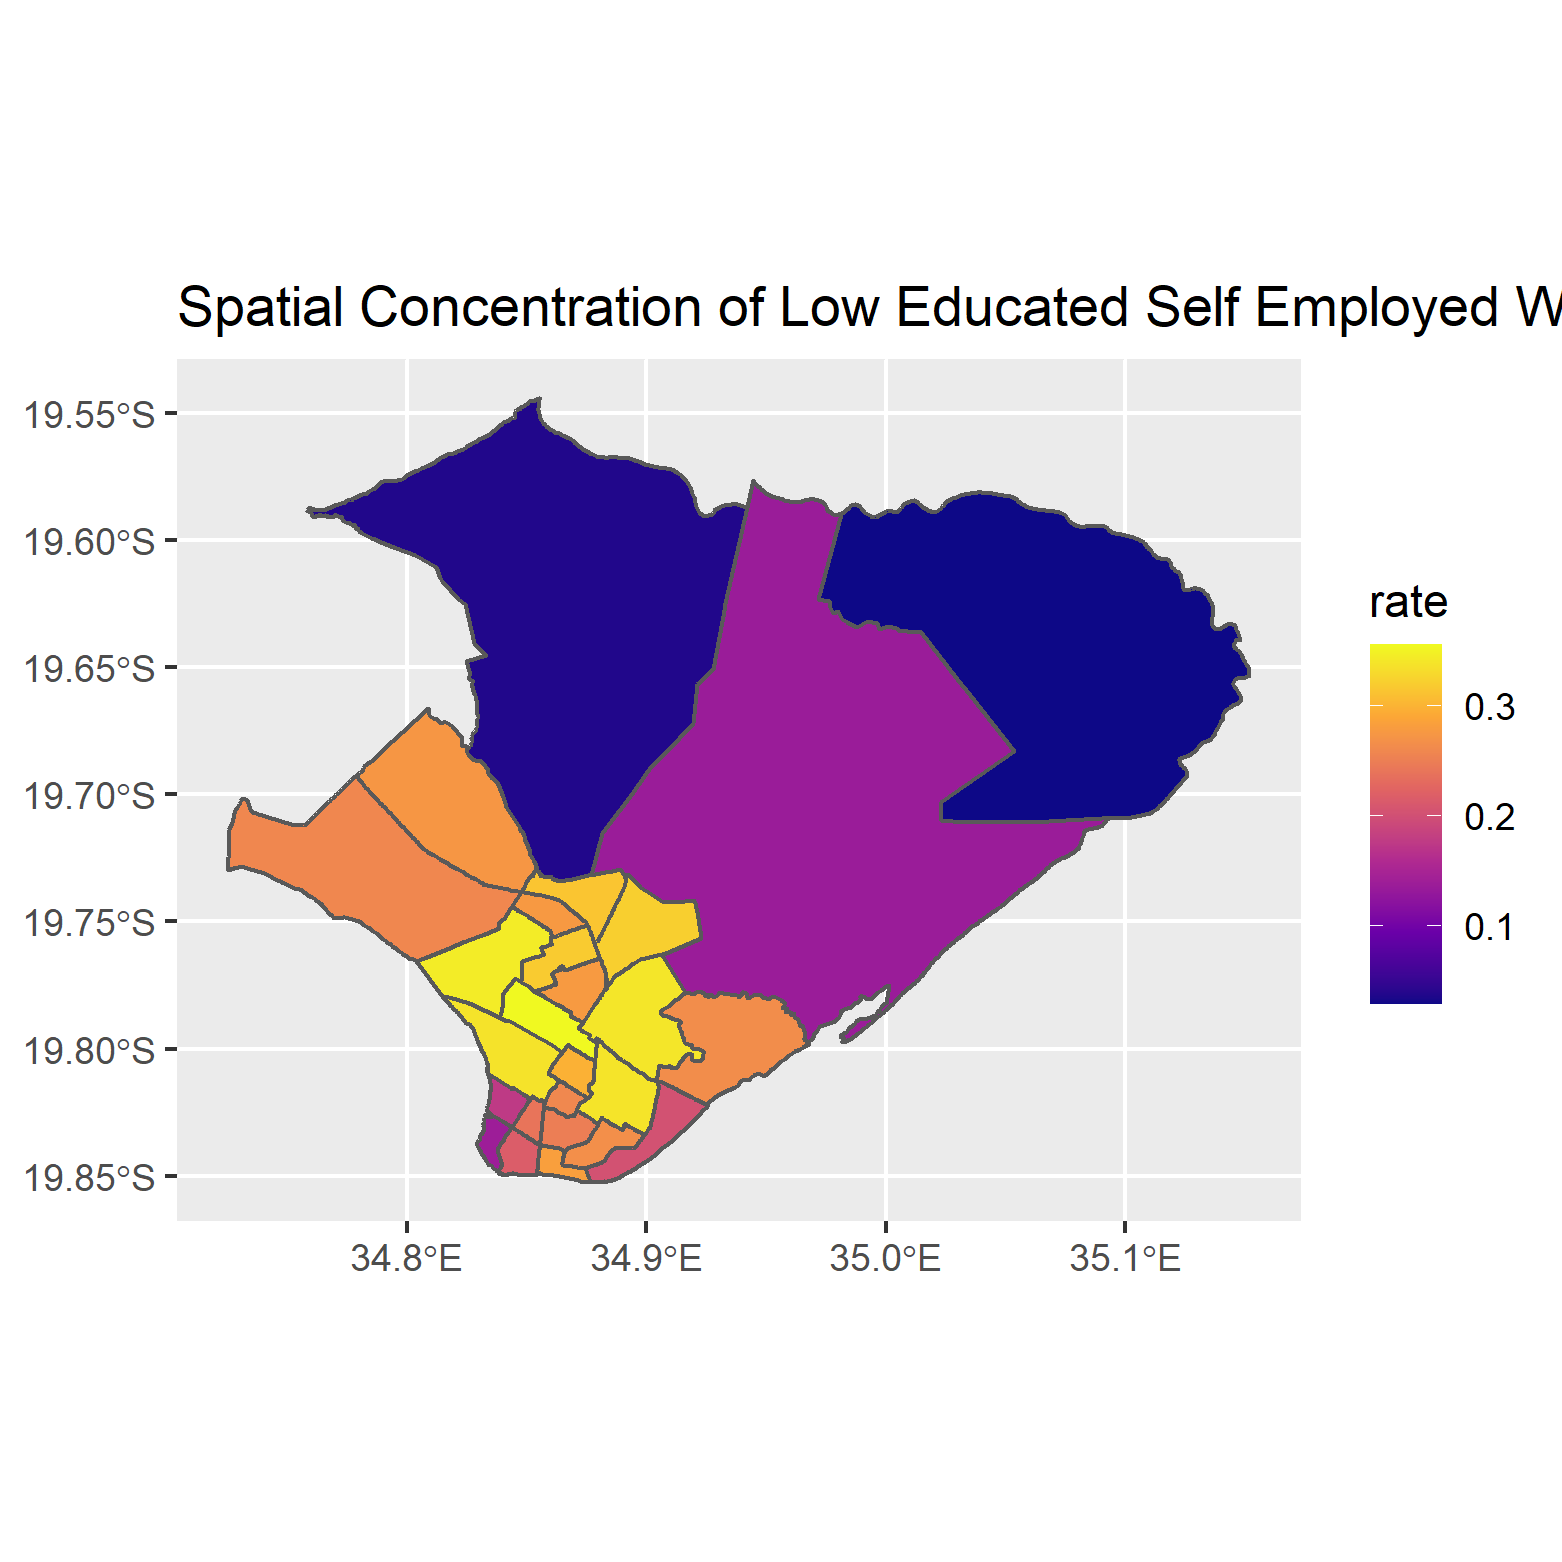 Spatial Concentration of Low Educated Self Employed W
19.55°S
19.60°S
19.65°S
19.70°S
19.75°S
19.80°S
19.85°S
34.8°E
34.9°E
35.0°E
35.1°E
rate
0.3
0.2
0.1